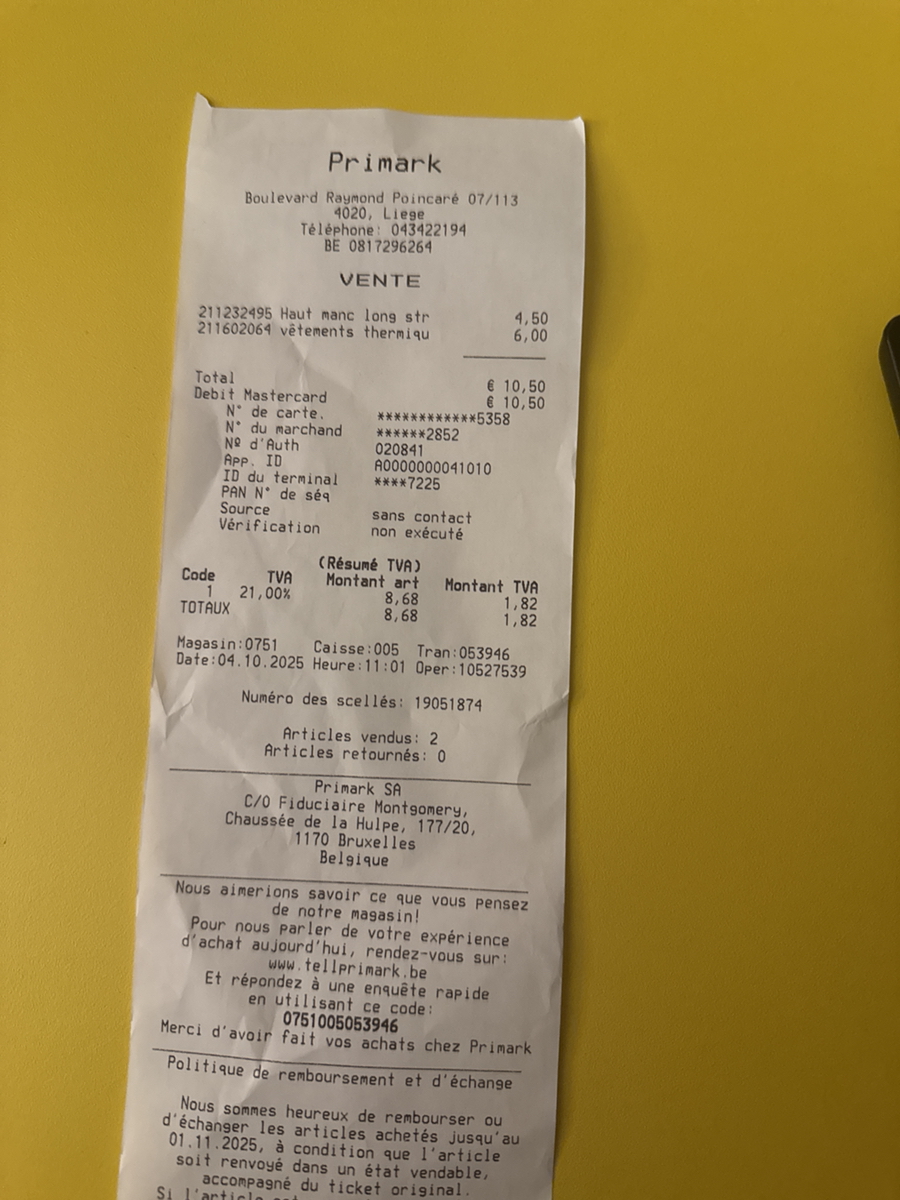 Primark
Boulevard Raymond Poincaré 07/113
4020, Liege
Téléphone: 043422194
BE 0817296264
VENTE
211232495 Haut manc long str 4,50
211602064 vêtements thermiqu 6,00
Total € 10,50
Debit Mastercard € 10,50
N° de carte. ************5358
N° du marchand ******2852
Nº d'Auth 020841
App. ID A0000000041010
ID du terminal ****7225
PAN N° de séq
Source sans contact
Vérification non exécuté
(Résumé TVA)
Code TVA Montant art Montant TVA
1 21,00% 8,68 1,82
TOTAUX 8,68 1,82
Magasin:0751 Caisse:005 Tran:053946
Date:04.10.2025 Heure:11:01 Oper:10527539
Numéro des scellés: 19051874
Articles vendus: 2
Articles retournés: 0
Primark SA
C/O Fiduciaire Montgomery,
Chaussée de la Hulpe, 177/20,
1170 Bruxelles
Belgique
Nous aimerions savoir ce que vous pensez
de notre magasin!
Pour nous parler de votre expérience
d'achat aujourd'hui, rendez-vous sur:
www.tellprimark.be
Et répondez à une enquête rapide
en utilisant ce code:
0751005053946
Merci d'avoir fait vos achats chez Primark
Politique de remboursement et d'échange
Nous sommes heureux de rembourser ou
d'échanger les articles achetés jusqu'au
01.11.2025, à condition que l'article
soit renvoyé dans un état vendable,
accompagné du ticket original.
Si l'article